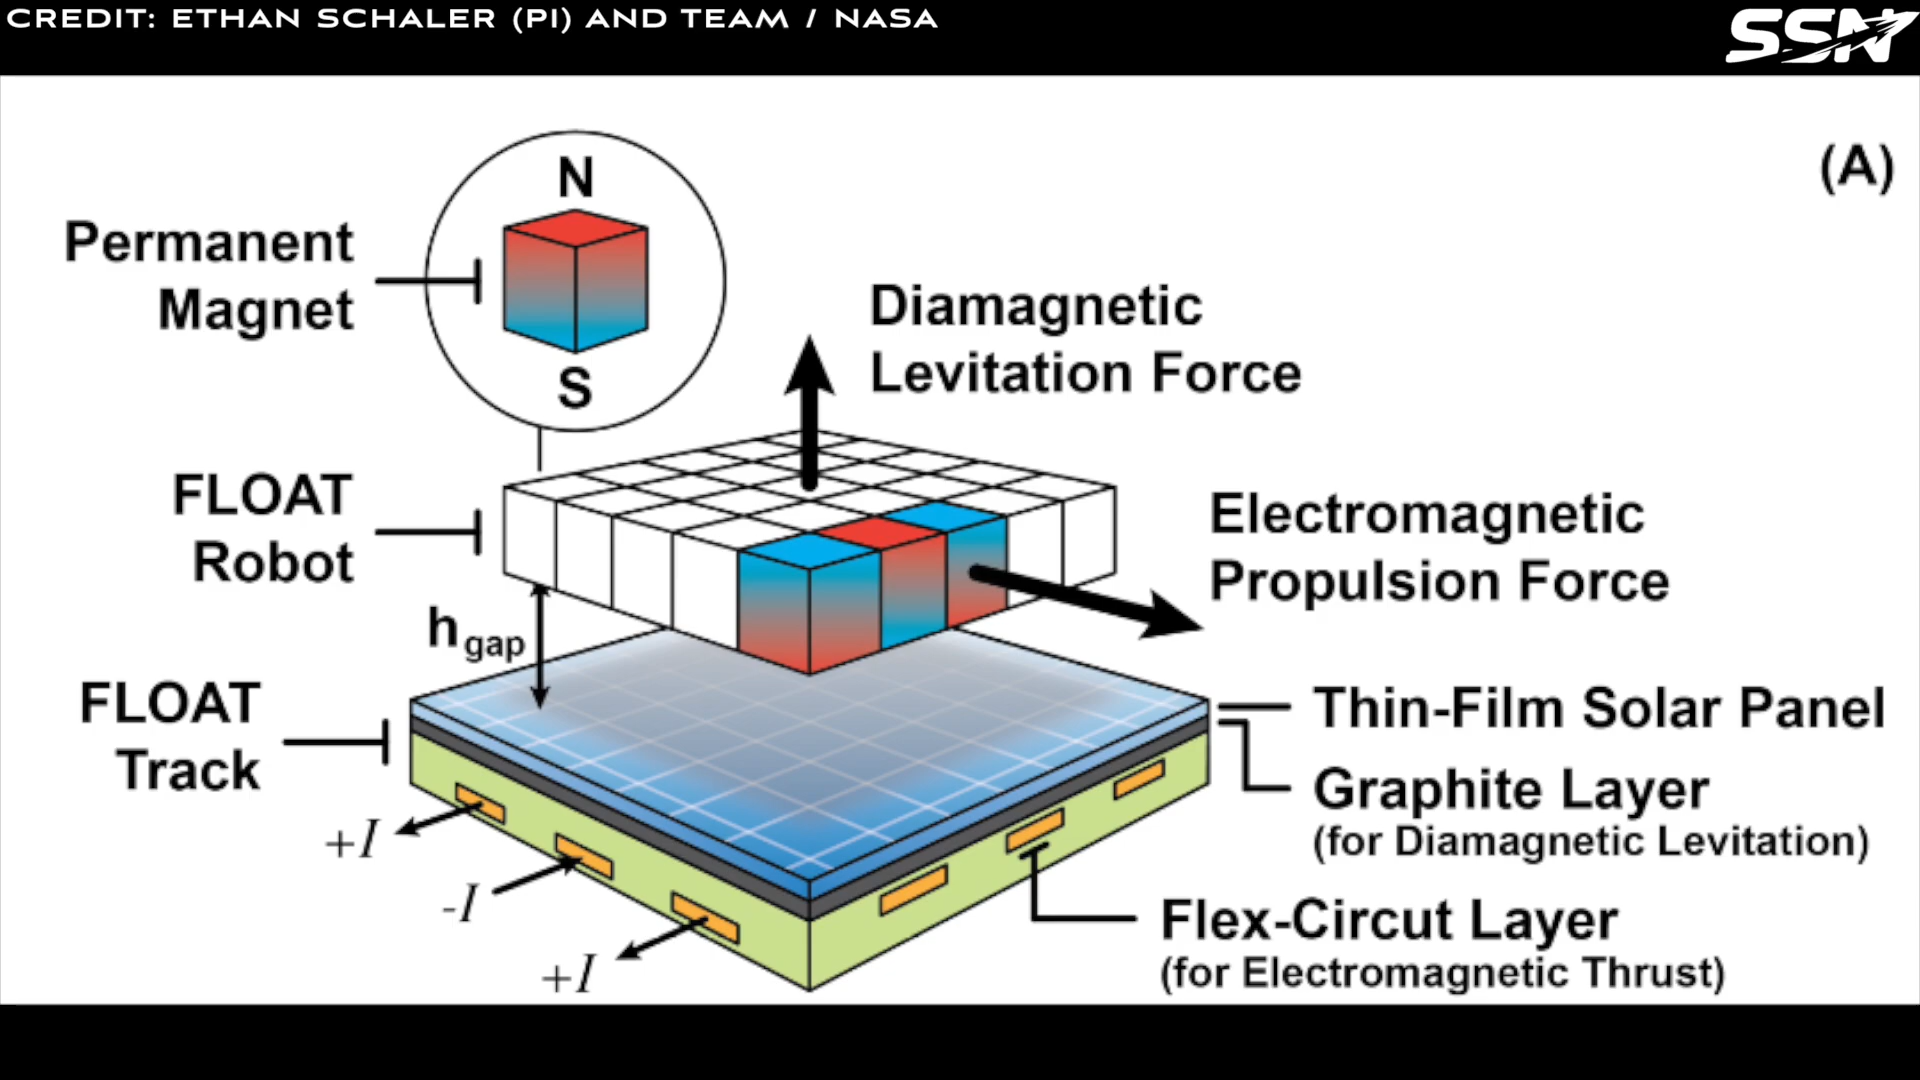 CREDIT: ETHAN SCHALER (PI) AND TEAM / NASA
SSN
(A)
N
Permanent
Magnet
S
Diamagnetic
Levitation Force
FLOAT
Robot
Electromagnetic
Propulsion Force
hgap
FLOAT
Track
Thin-Film Solar Panel
Graphite Layer
(for Diamagnetic Levitation)
+I
-I
+I
Flex-Circut Layer
(for Electromagnetic Thrust)